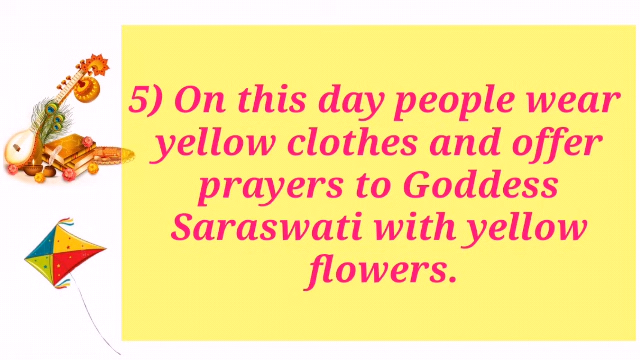 5) On this day people wear
yellow clothes and offer
prayers to Goddess
Saraswati with yellow
flowers.